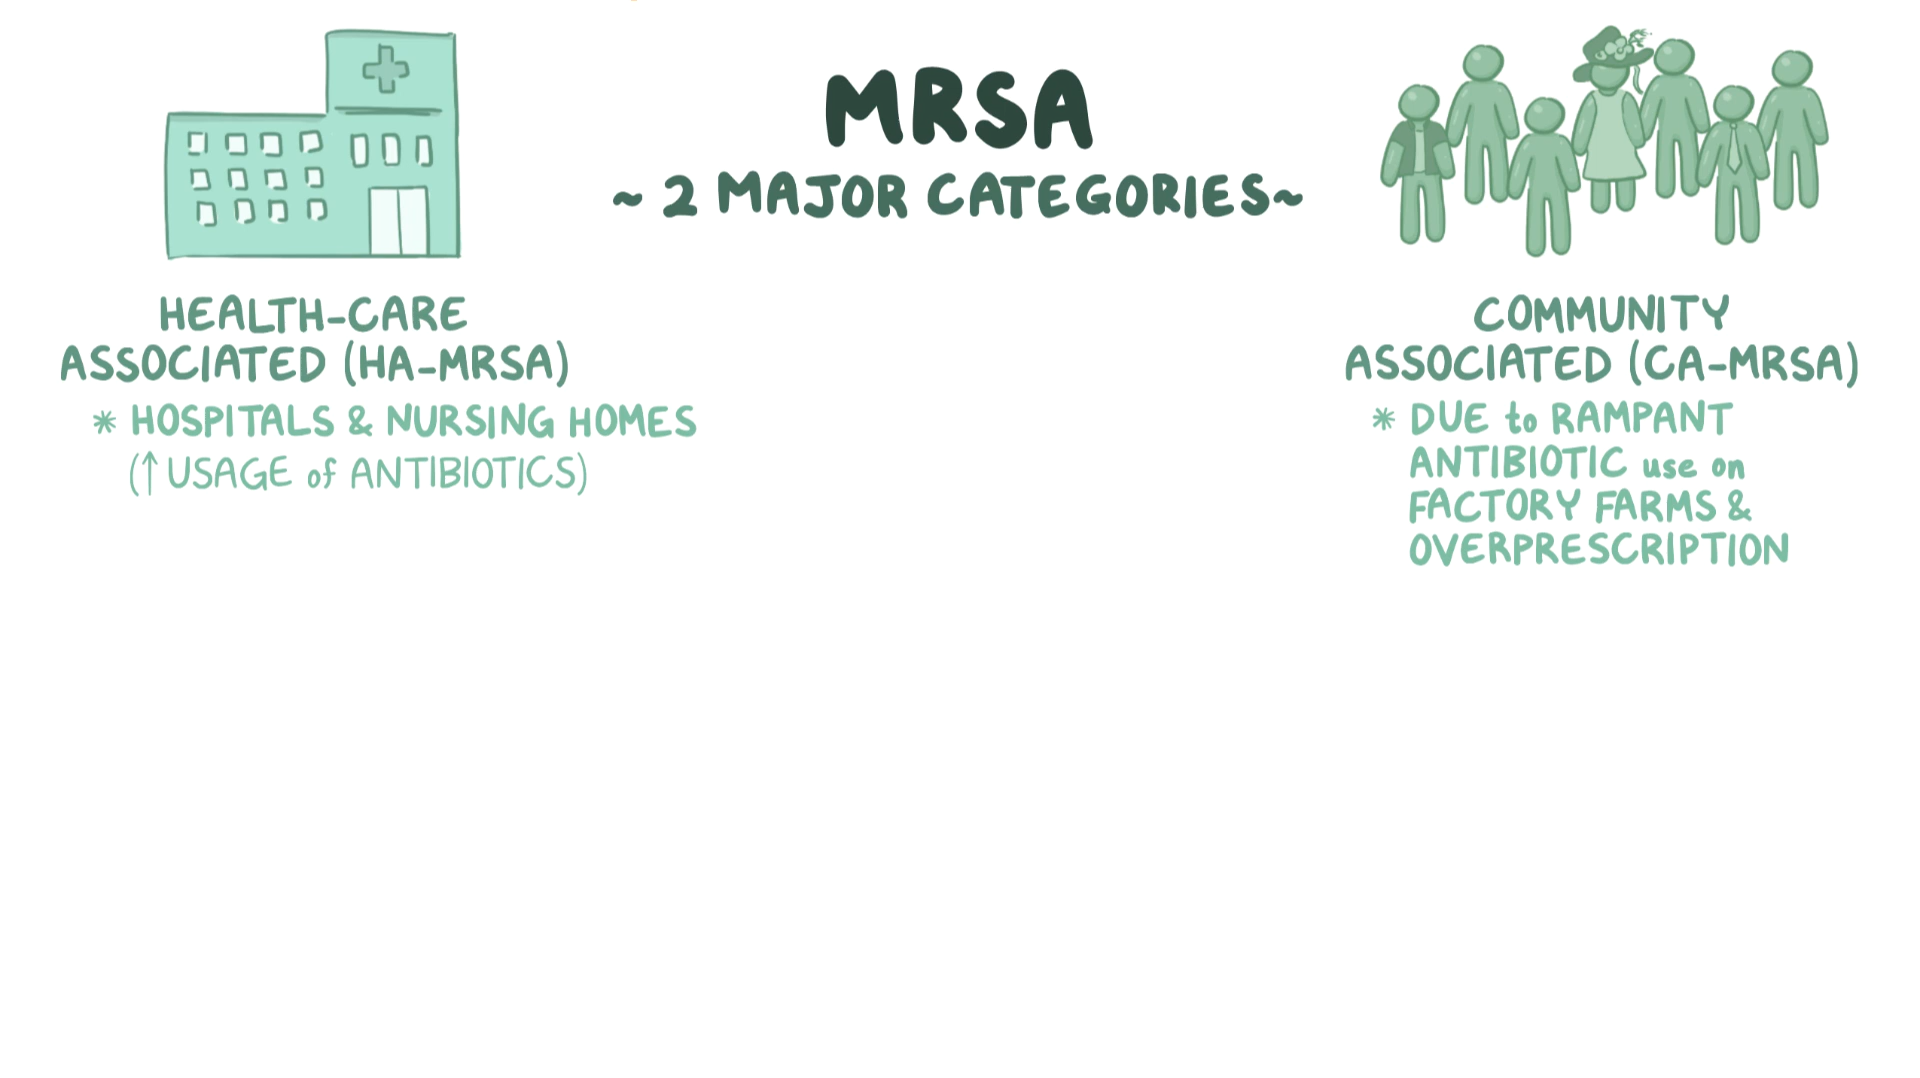 MRSA
~ 2 MAJOR CATEGORIES~
HEALTH-CARE
ASSOCIATED (HA-MRSA)
* HOSPITALS & NURSING HOMES
(↑ USAGE of ANTIBIOTICS)
COMMUNITY
ASSOCIATED (CA-MRSA)
* DUE to RAMPANT
ANTIBIOTIC use on
FACTORY FARMS &
OVERPRESCRIPTION